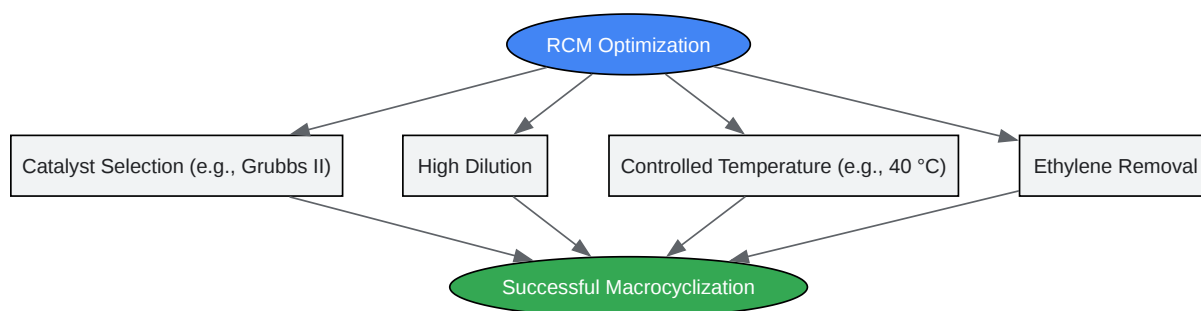 RCM Optimization
Catalyst Selection (e.g., Grubbs II)
High Dilution
Controlled Temperature (e.g., 40 °C)
Ethylene Removal
Successful Macrocyclization